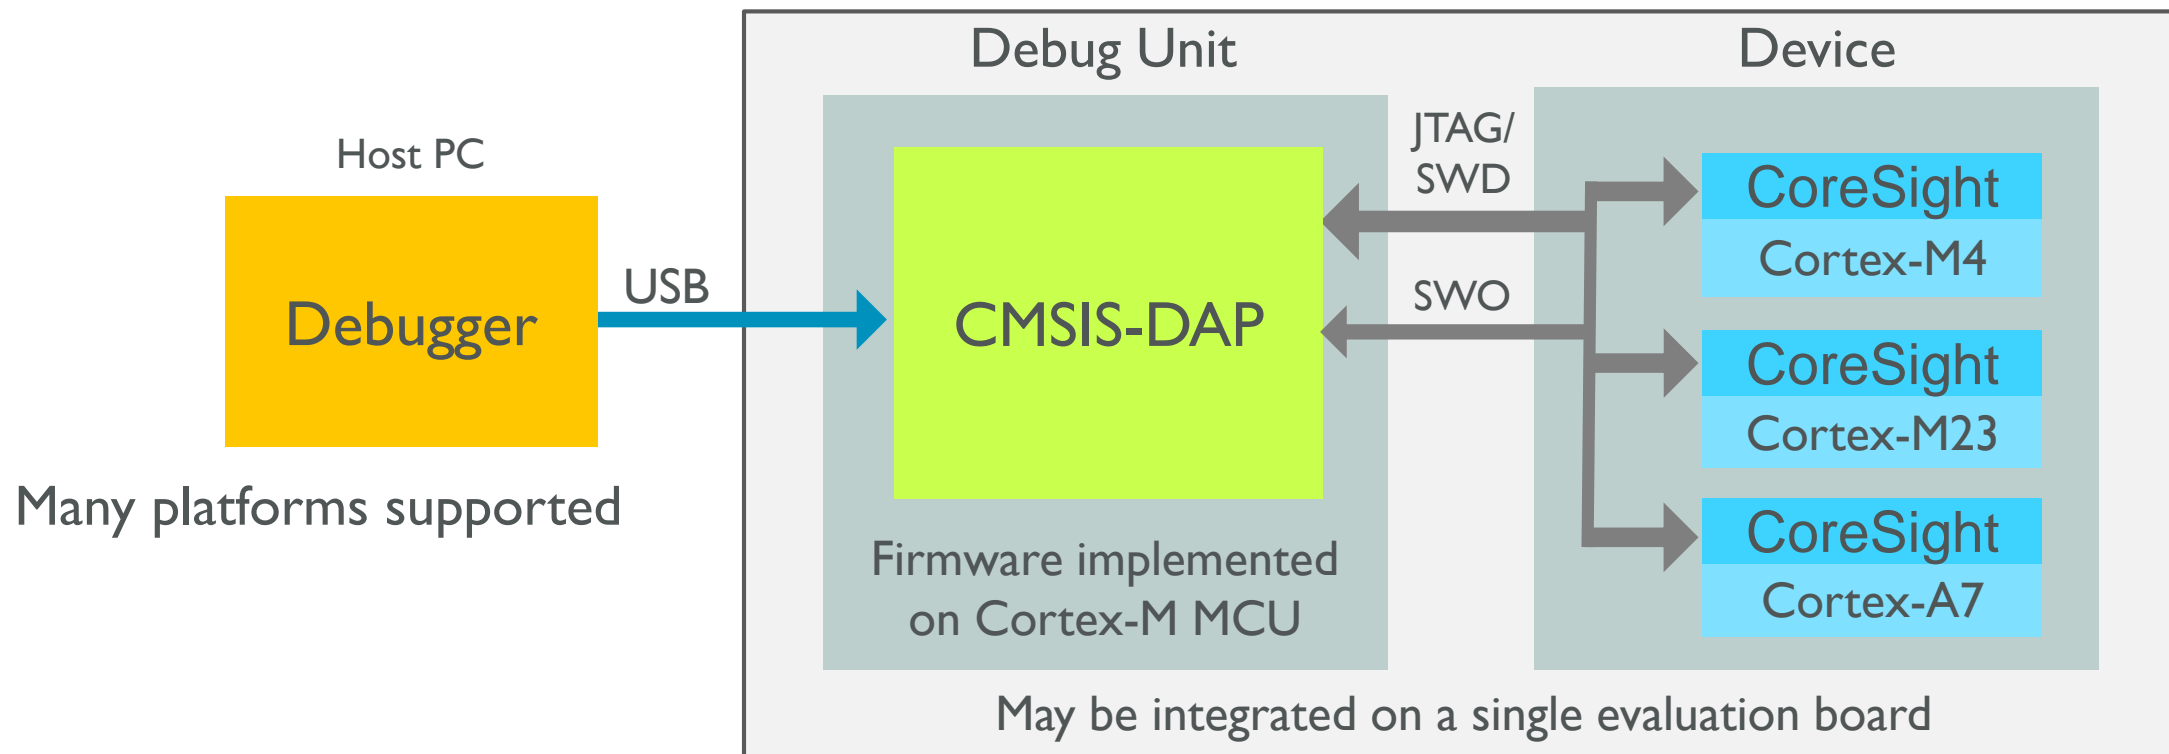 Debug Unit
Device
Host PC
Debugger
Many platforms supported
USB
CMSIS-DAP
Firmware implemented
on Cortex-M MCU
JTAG/
SWD
SWO
CoreSight
Cortex-M4
CoreSight
Cortex-M23
CoreSight
Cortex-A7
May be integrated on a single evaluation board